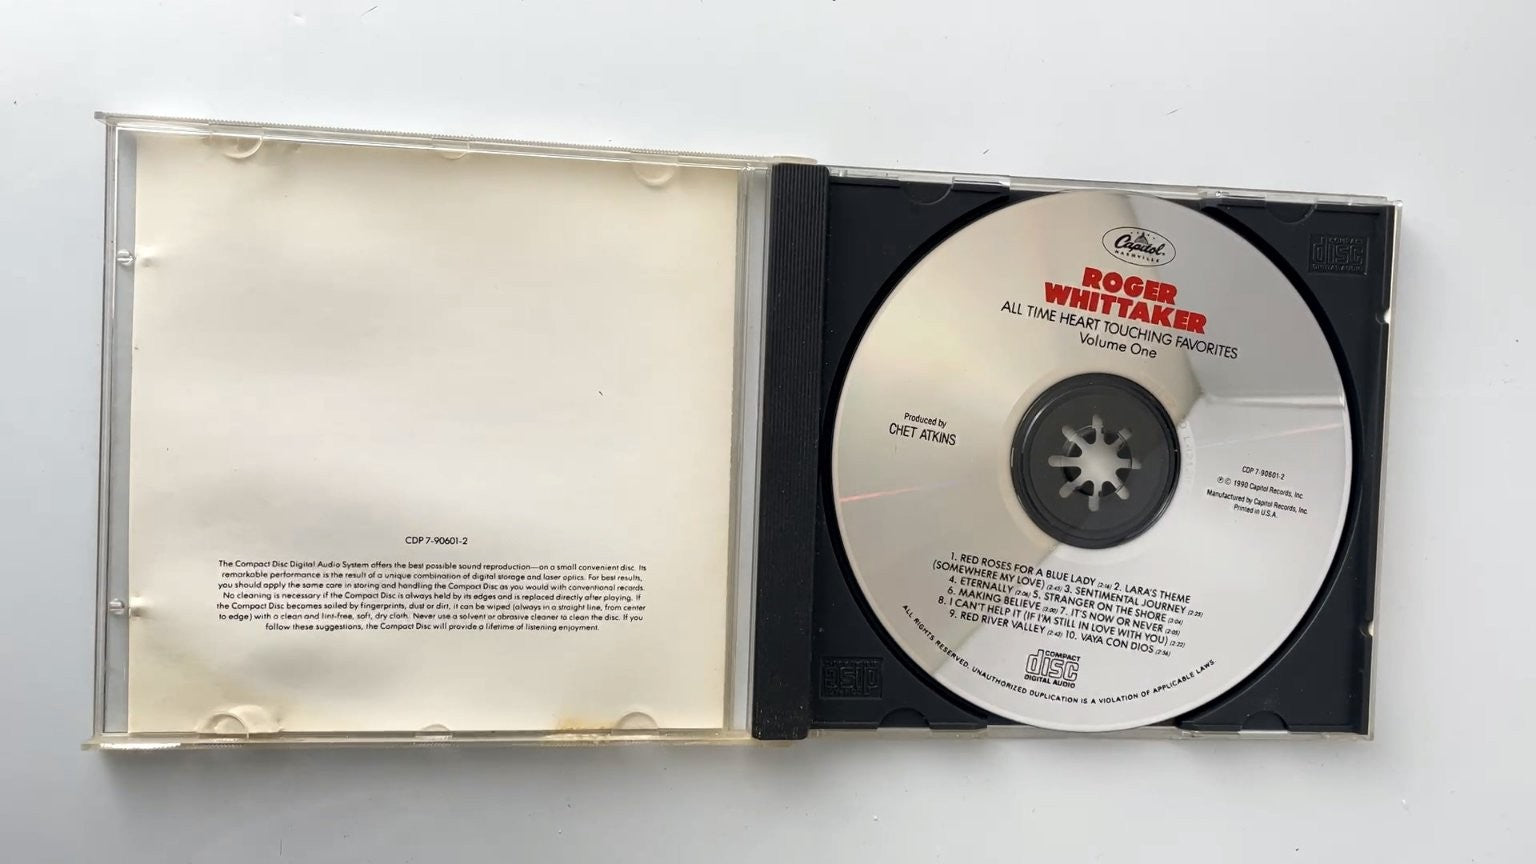 CDP 7-90601-2
The Compact Disc Digital Audio System offers the best possible sound reproduction—on a small convenient disc. Its
remarkable performance is the result of a unique combination of digital storage and laser optics. For best results,
you should apply the same care in storing and handling the Compact Disc as you would with conventional records.
No cleaning is necessary if the Compact Disc is always held by its edges and is replaced directly after playing. If
the Compact Disc becomes soiled by fingerprints, dust or dirt, it can be wiped (always in a straight line, from center
to edge) with a clean and lint-free, soft, dry cloth. Never use a solvent or abrasive cleaner to clean the disc. If you
follow these suggestions, the Compact Disc will provide a lifetime of listening enjoyment.
Capitol
NASHVILLE
ROGER
WHITTAKER
ALL TIME HEART TOUCHING FAVORITES
Volume One
Produced by
CHET ATKINS
CDP 7-90601-2
℗© 1990 Capitol Records, Inc.
Manufactured by Capitol Records, Inc.
Printed in U.S.A.
1. RED ROSES FOR A BLUE LADY (2:14) 2. LARA'S THEME
(SOMEWHERE MY LOVE) (2:47) 3. SENTIMENTAL JOURNEY (2:25)
4. ETERNALLY (2:06) 5. STRANGER ON THE SHORE (3:04)
6. MAKING BELIEVE (3:00) 7. IT'S NOW OR NEVER (2:05)
8. I CAN'T HELP IT (IF I'M STILL IN LOVE WITH YOU) (2:22)
9. RED RIVER VALLEY (2:42) 10. VAYA CON DIOS (2:56)
COMPACT
disc
DIGITAL AUDIO
ALL RIGHTS RESERVED. UNAUTHORIZED DUPLICATION IS A VIOLATION OF APPLICABLE LAWS.
COMPACT
disc
DIGITAL AUDIO